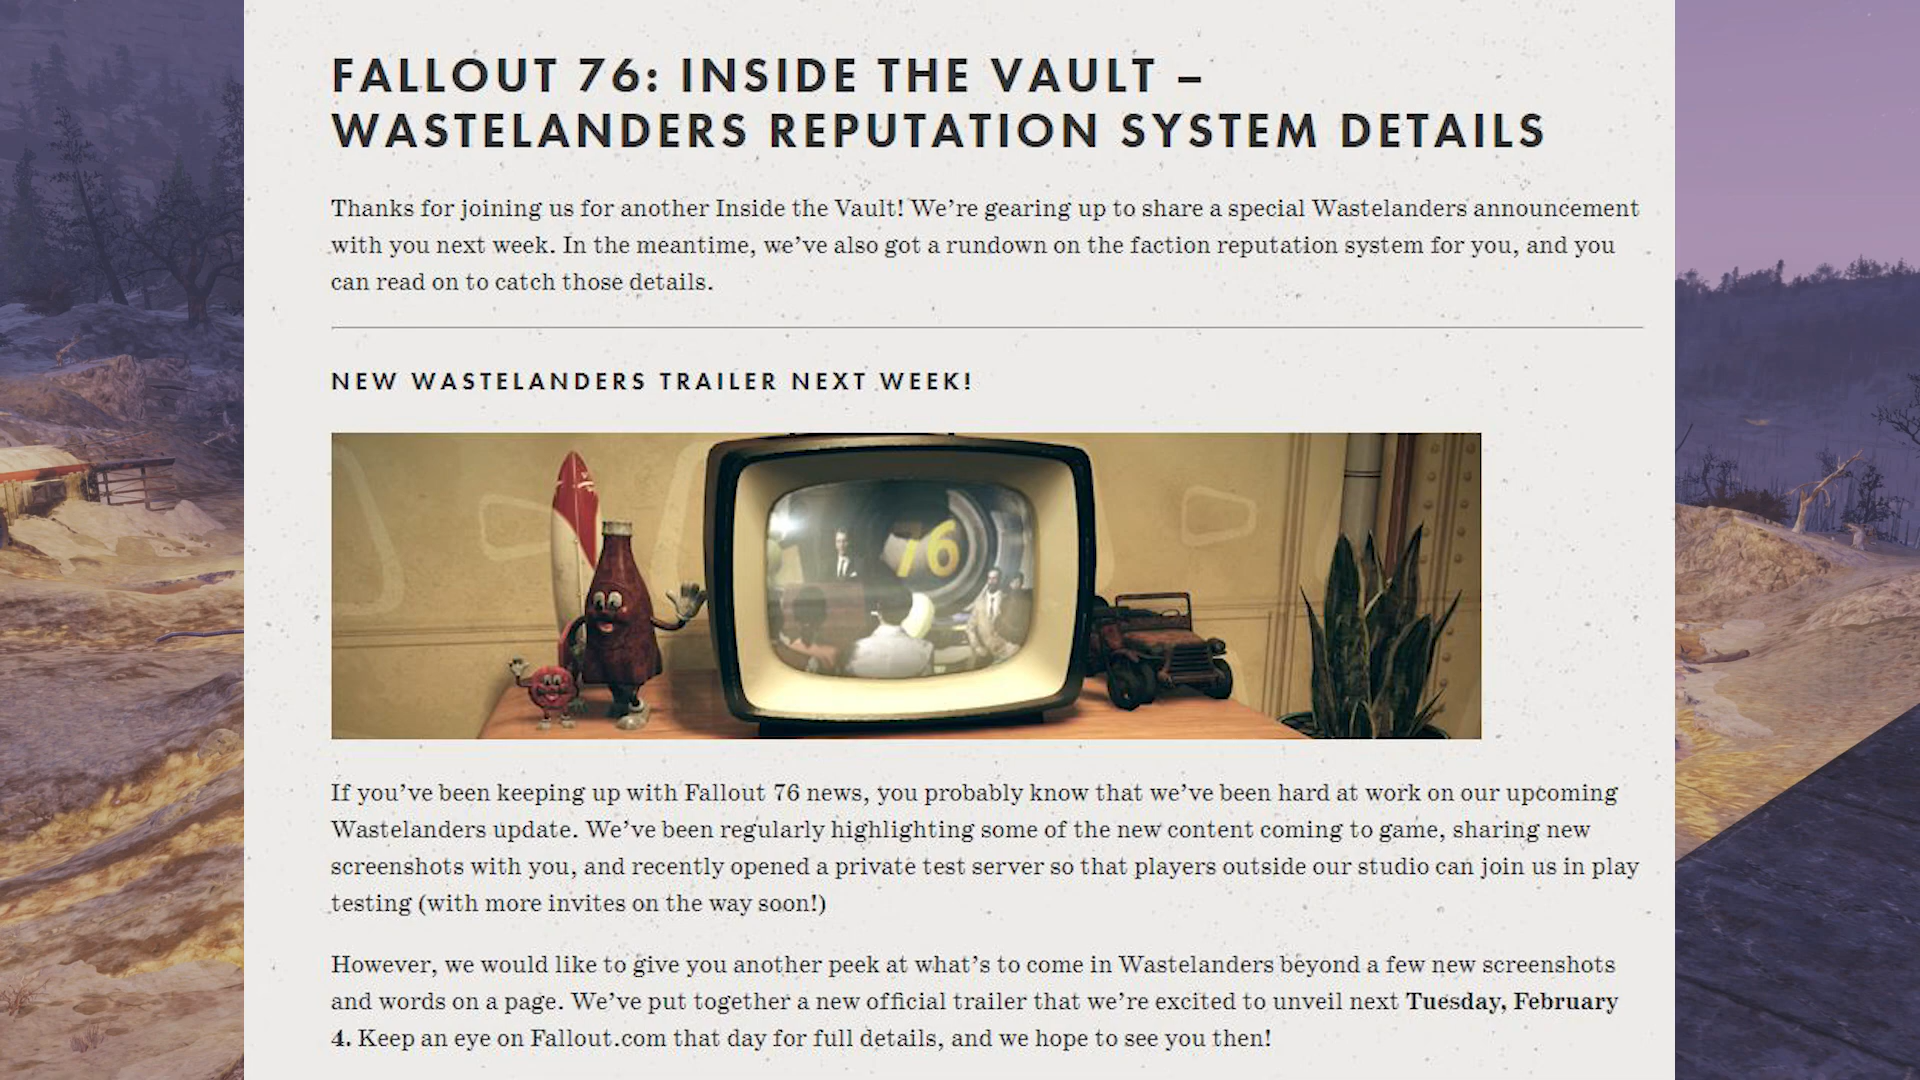 FALLOUT 76: INSIDE THE VAULT –
WASTELANDERS REPUTATION SYSTEM DETAILS
Thanks for joining us for another Inside the Vault! We’re gearing up to share a special Wastelanders announcement
with you next week. In the meantime, we’ve also got a rundown on the faction reputation system for you, and you
can read on to catch those details.
NEW WASTELANDERS TRAILER NEXT WEEK!
76
If you’ve been keeping up with Fallout 76 news, you probably know that we’ve been hard at work on our upcoming
Wastelanders update. We’ve been regularly highlighting some of the new content coming to game, sharing new
screenshots with you, and recently opened a private test server so that players outside our studio can join us in play
testing (with more invites on the way soon!)
However, we would like to give you another peek at what’s to come in Wastelanders beyond a few new screenshots
and words on a page. We’ve put together a new official trailer that we’re excited to unveil next Tuesday, February
4. Keep an eye on Fallout.com that day for full details, and we hope to see you then!